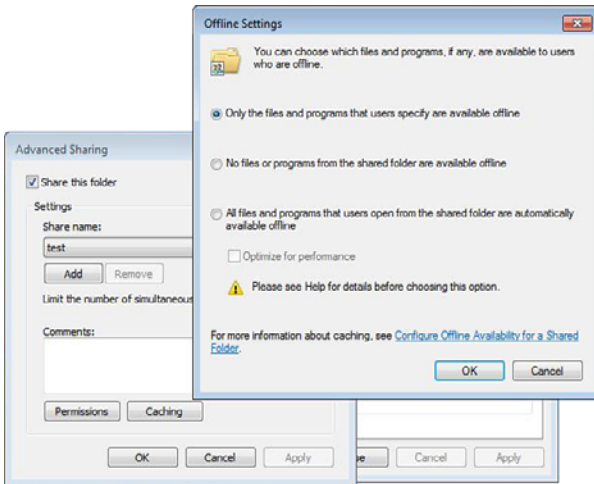 Offline Settings
You can choose which files and programs, if any, are available to users
who are offline.
Only the files and programs that users specify are available offline
No files or programs from the shared folder are available offline
All files and programs that users open from the shared folder are automatically
available offline
Optimize for performance
Please see Help for details before choosing this option.
For more information about caching, see Configure Offline Availability for a Shared
Folder.
OK Cancel
Advanced Sharing
Share this folder
Settings
Share name:
test
Add Remove
Limit the number of simultaneous
Comments:
Permissions Caching
OK Cancel Apply
Cancel Apply